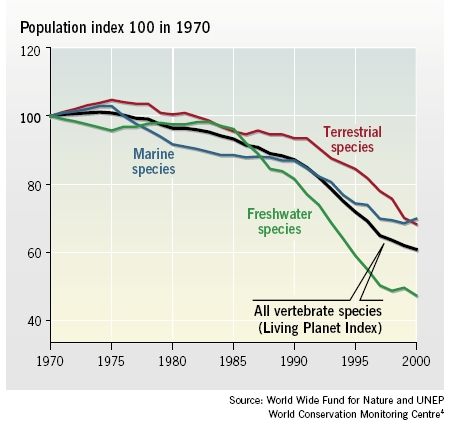 Population index 100 in 1970
120
100
80
60
40
Terrestrial
species
Marine
species
Freshwater
species
All vertebrate species
(Living Planet Index)
1970 1975 1980 1985 1990 1995 2000
Source: World Wide Fund for Nature and UNEP
World Conservation Monitoring Centre⁴